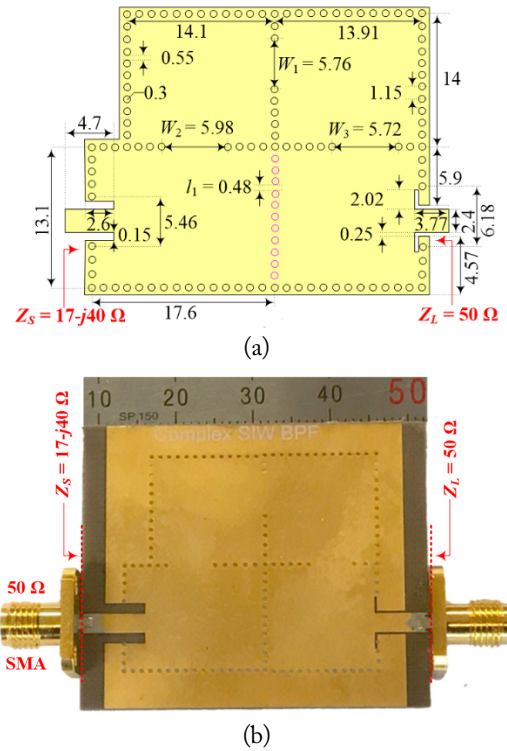 (a)
14.1
13.91
0.55
W1 = 5.76
14
0.3
1.15
4.7
W2 = 5.98
W3 = 5.72
l1 = 0.48
5.9
2.02
13.1
2.6
5.46
3.77
2.4
6.18
0.15
0.25
4.57
ZS = 17-j40 Ω
17.6
ZL = 50 Ω
(a)
10 20 30 40 50
SP 150
Complex SIW BPF
ZS = 17-j40 Ω
ZL = 50 Ω
50 Ω
SMA
(b)